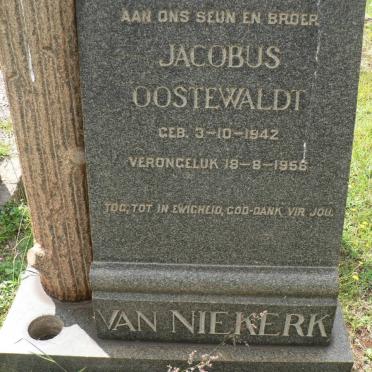 AAN ONS SEUN EN BROER
JACOBUS
OOSTEWALDT
GEB. 3-10-1942
VERONGELUK 18-8-1956
TOG, TOT IN EWIGHEID, GOD-DANK VIR JOU.
VAN NIEKERK